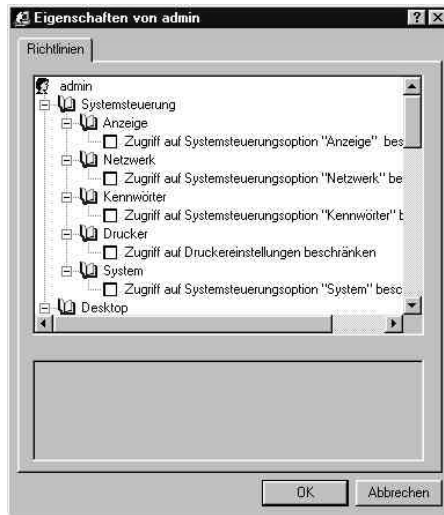 Eigenschaften von admin
Richtlinien
admin
Systemsteuerung
Anzeige
Zugriff auf Systemsteuerungsoption "Anzeige" bes
Netzwerk
Zugriff auf Systemsteuerungsoption "Netzwerk" be
Kennwörter
Zugriff auf Systemsteuerungsoption "Kennwörter" b
Drucker
Zugriff auf Druckereinstellungen beschränken
System
Zugriff auf Systemsteuerungsoption "System" besc
Desktop
OK
Abbrechen